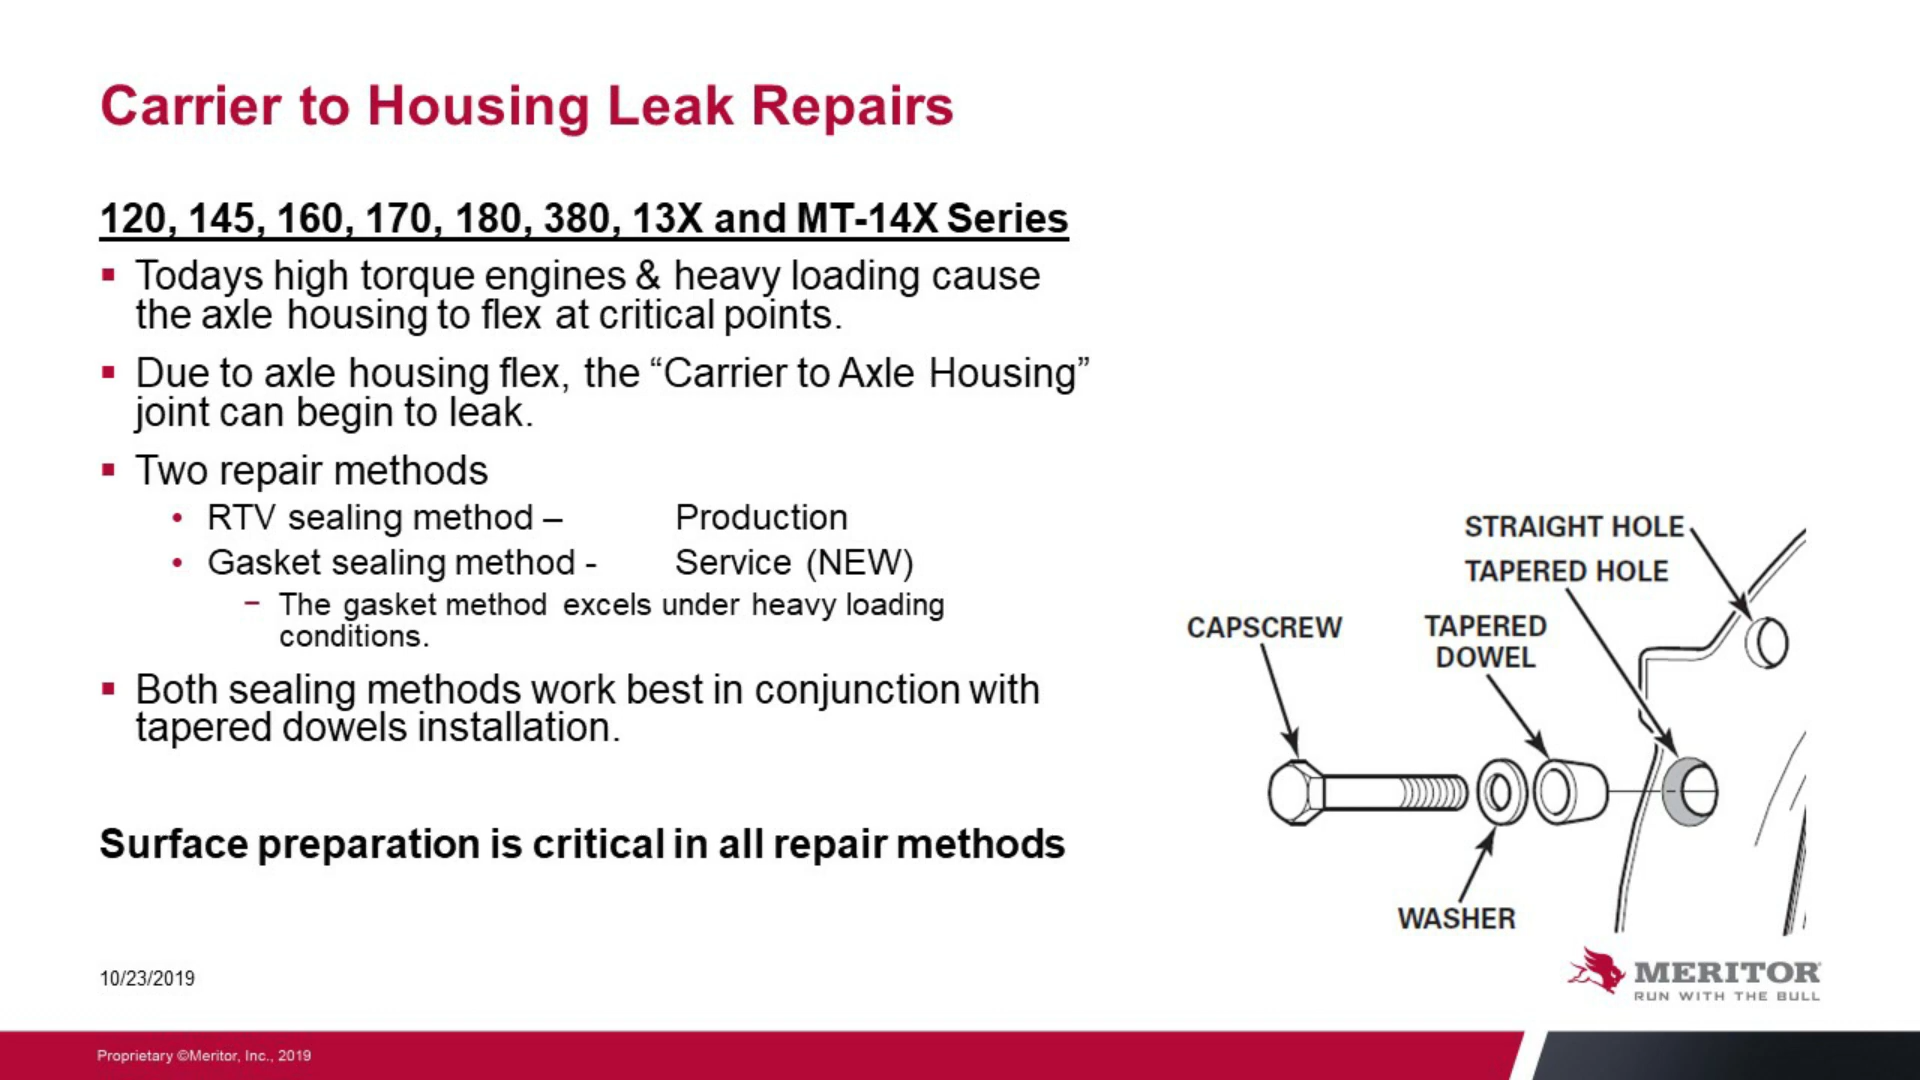 Carrier to Housing Leak Repairs
120, 145, 160, 170, 180, 380, 13X and MT-14X Series
▪ Todays high torque engines & heavy loading cause
the axle housing to flex at critical points.
▪ Due to axle housing flex, the “Carrier to Axle Housing”
joint can begin to leak.
▪ Two repair methods
• RTV sealing method – Production
• Gasket sealing method - Service (NEW)
− The gasket method excels under heavy loading
conditions.
▪ Both sealing methods work best in conjunction with
tapered dowels installation.
Surface preparation is critical in all repair methods
STRAIGHT HOLE
TAPERED HOLE
CAPSCREW
TAPERED
DOWEL
WASHER
10/23/2019
MERITOR
RUN WITH THE BULL
Proprietary ©Meritor, Inc., 2019